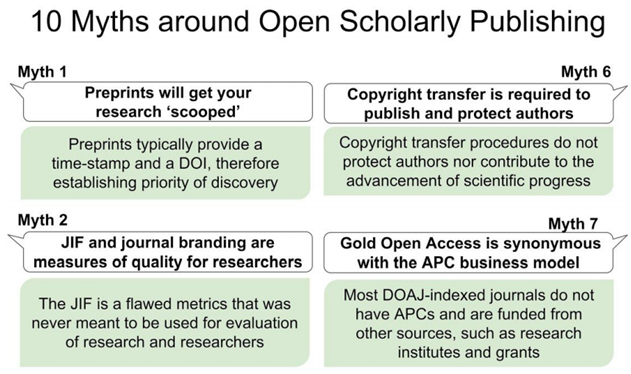 10 Myths around Open Scholarly Publishing
Myth 1
Preprints will get your
research ‘scooped’
Preprints typically provide a
time-stamp and a DOI, therefore
establishing priority of discovery
Myth 6
Copyright transfer is required to
publish and protect authors
Copyright transfer procedures do not
protect authors nor contribute to the
advancement of scientific progress
Myth 2
JIF and journal branding are
measures of quality for researchers
The JIF is a flawed metrics that was
never meant to be used for evaluation
of research and researchers
Myth 7
Gold Open Access is synonymous
with the APC business model
Most DOAJ-indexed journals do not
have APCs and are funded from
other sources, such as research
institutes and grants